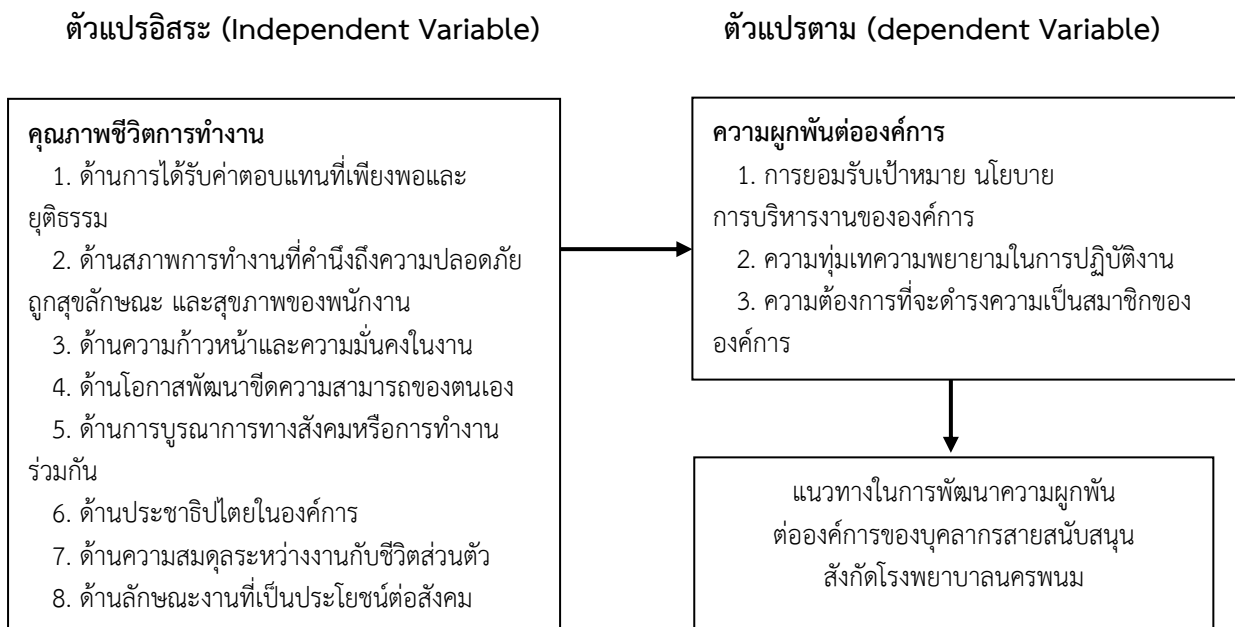 ตัวแปรอิสระ (Independent Variable)
ตัวแปรตาม (dependent Variable)
คุณภาพชีวิตการทำงาน
1. ด้านการได้รับค่าตอบแทนที่เพียงพอและ
ยุติธรรม
2. ด้านสภาพการทำงานที่คำนึงถึงความปลอดภัย
ถูกสุขลักษณะ และสุขภาพของพนักงาน
3. ด้านความก้าวหน้าและความมั่นคงในงาน
4. ด้านโอกาสพัฒนาขีดความสามารถของตนเอง
5. ด้านการบูรณาการทางสังคมหรือการทำงาน
ร่วมกัน
6. ด้านประชาธิปไตยในองค์การ
7. ด้านความสมดุลระหว่างงานกับชีวิตส่วนตัว
8. ด้านลักษณะงานที่เป็นประโยชน์ต่อสังคม
ความผูกพันต่อองค์การ
1. การยอมรับเป้าหมาย นโยบาย
การบริหารงานขององค์การ
2. ความทุ่มเทความพยายามในการปฏิบัติงาน
3. ความต้องการที่จะดำรงความเป็นสมาชิกของ
องค์การ
แนวทางในการพัฒนาความผูกพัน
ต่อองค์การของบุคลากรสายสนับสนุน
สังกัดโรงพยาบาลนครพนม